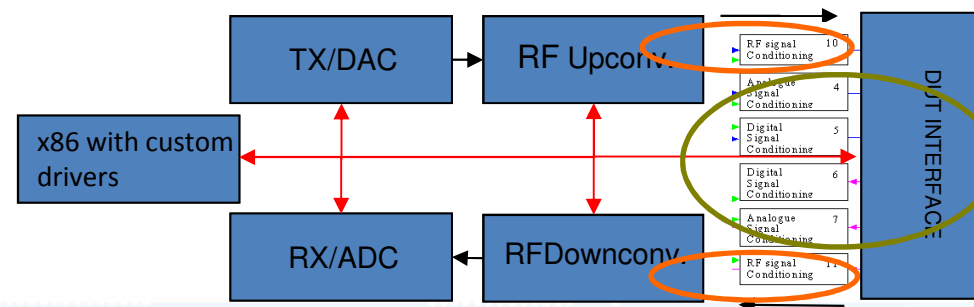 TX/DAC
RF Upconv.
RF signal 10
Conditioning
Analogue 4
Signal
Conditioning
x86 with custom
drivers
Digital 5
Signal
Conditioning
Digital 6
Signal
Conditioning
Analogue 7
Signal
Conditioning
RX/ADC
RFDownconv.
RF signal 11
Conditioning
DUT INTERFACE